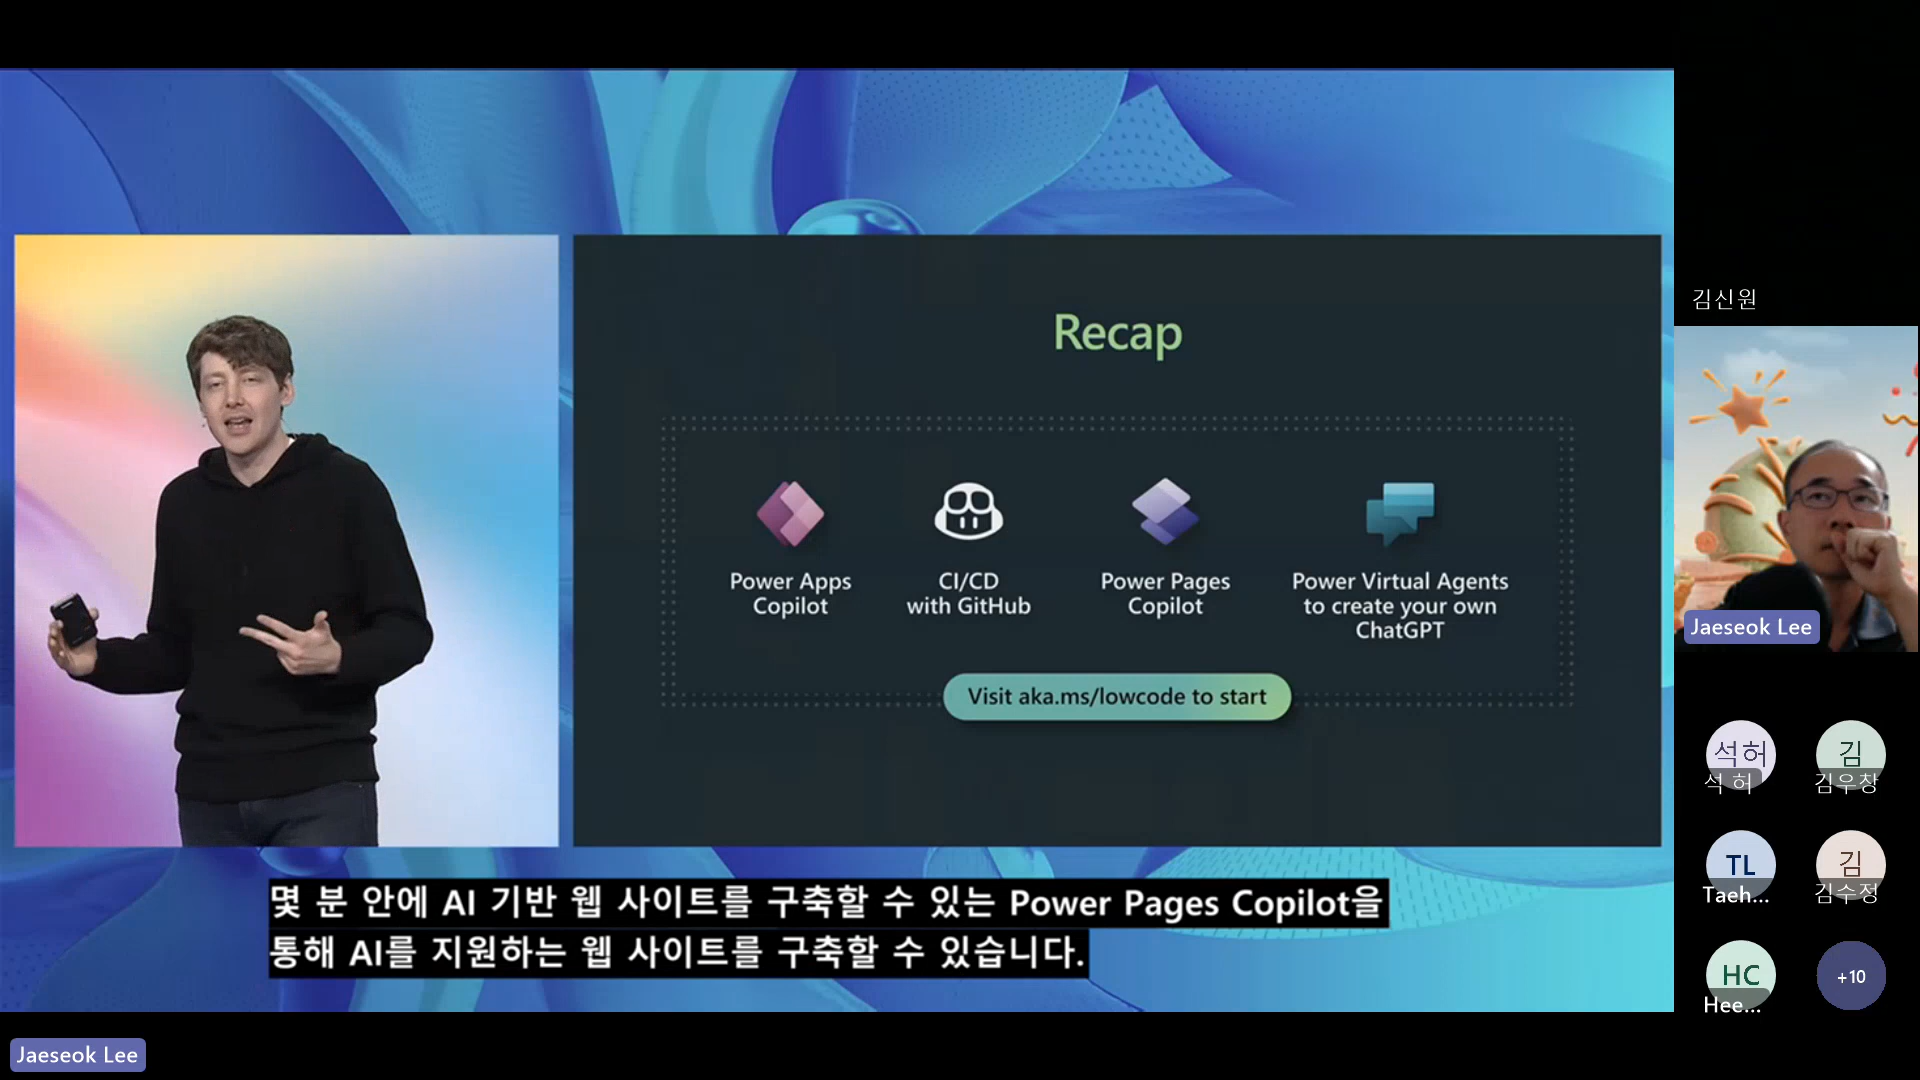 Recap
Power Apps
Copilot
CI/CD
with GitHub
Power Pages
Copilot
Power Virtual Agents
to create your own
ChatGPT
Visit aka.ms/lowcode to start
몇 분 안에 AI 기반 웹 사이트를 구축할 수 있는 Power Pages Copilot을
통해 AI를 지원하는 웹 사이트를 구축할 수 있습니다.
Jaeseok Lee
김신원
Jaeseok Lee
석허
석 허
김
김우창
TL
Taeh...
김
김수정
HC
Hee...
+10